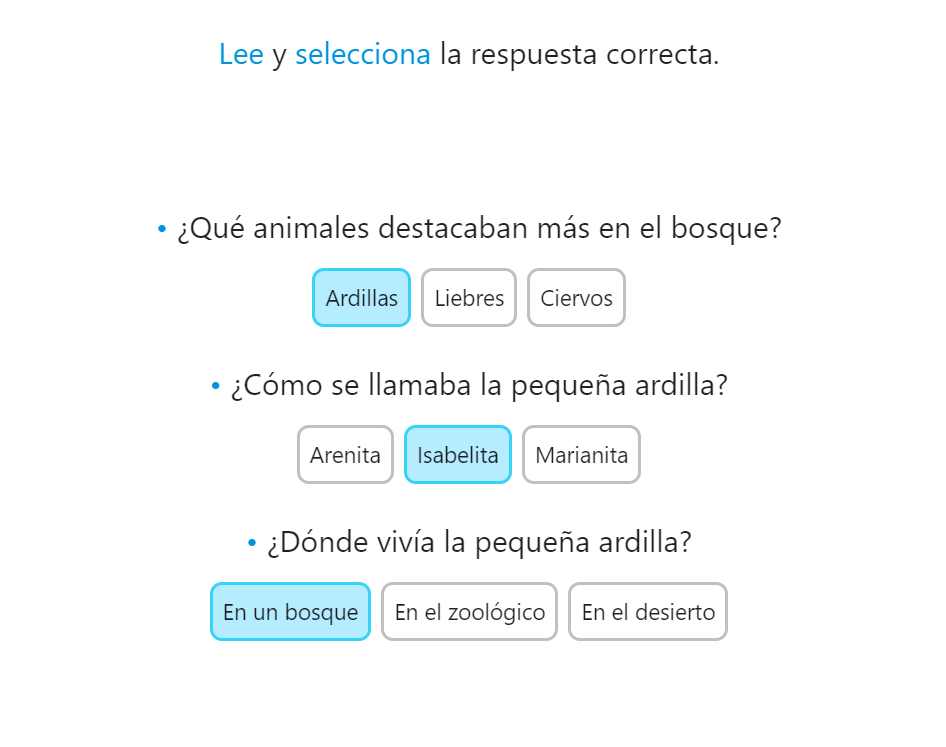 Lee y selecciona la respuesta correcta.
• ¿Qué animales destacaban más en el bosque?
Ardillas Liebres Ciervos
• ¿Cómo se llamaba la pequeña ardilla?
Arenita Isabelita Marianita
• ¿Dónde vivía la pequeña ardilla?
En un bosque En el zoológico En el desierto